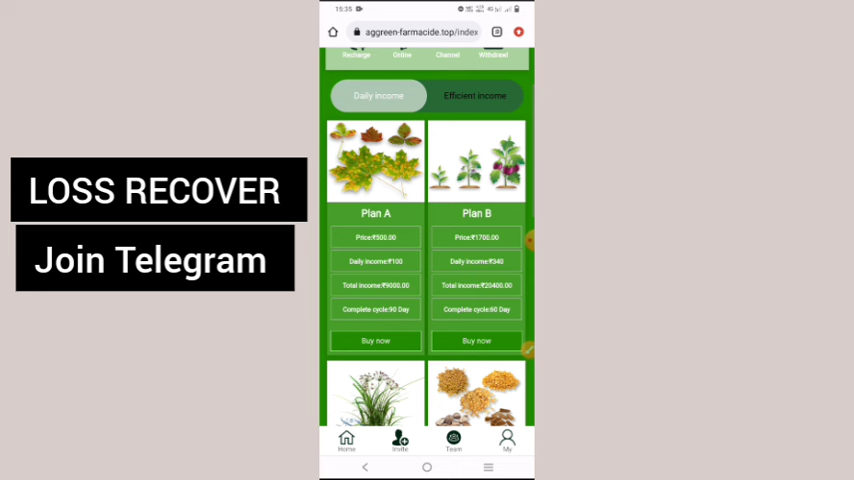 15:35
aggreen-farmacide.top/index
Recharge Online Channel Withdrawl
Daily income Efficient income
LOSS RECOVER
Join Telegram
Plan A Plan B
Price:₹500.00 Price:₹1700.00
Daily income:₹100 Daily income:₹340
Total income:₹9000.00 Total income:₹20400.00
Complete cycle:90 Day Complete cycle:60 Day
Buy now Buy now
Home Invite Team My